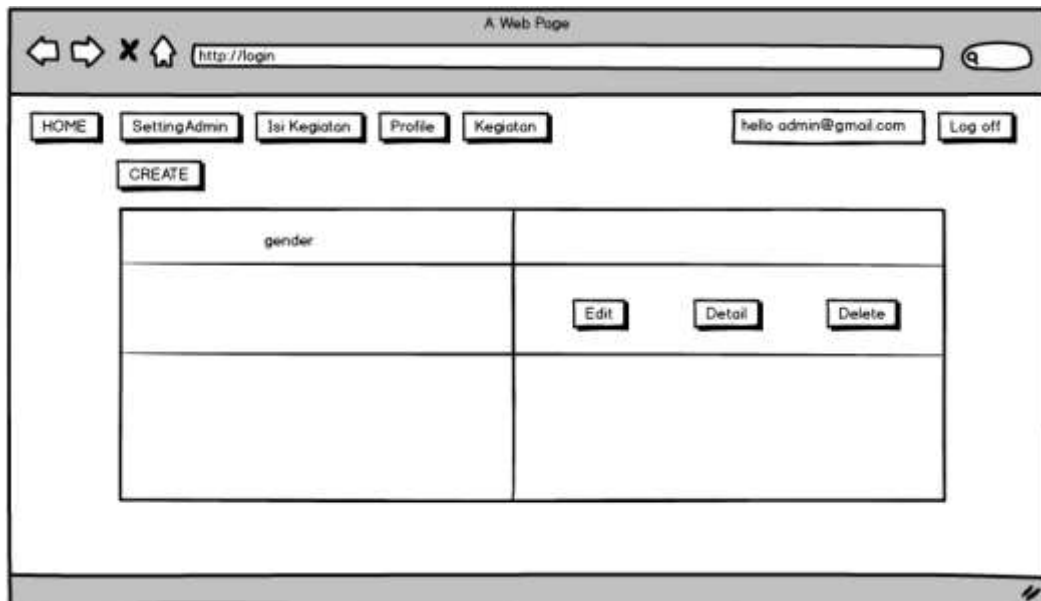 A Web Page
http://login
HOME SettingAdmin Isi Kegiatan Profile Kegiatan hello admin@gmail.com Log off
CREATE
gender
Edit Detail Delete